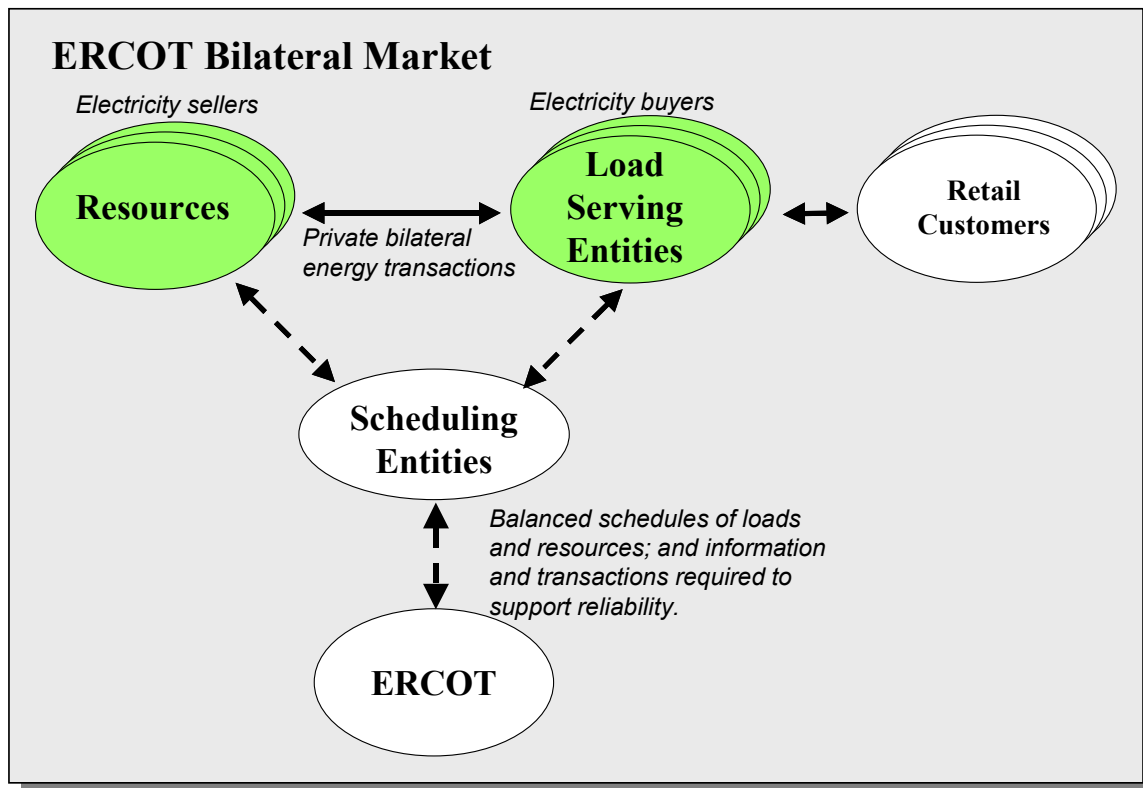 ERCOT Bilateral Market
Electricity sellers
Electricity buyers
Resources
Load
Serving
Entities
Retail
Customers
Private bilateral
energy transactions
Scheduling
Entities
Balanced schedules of loads
and resources; and information
and transactions required to
support reliability.
ERCOT